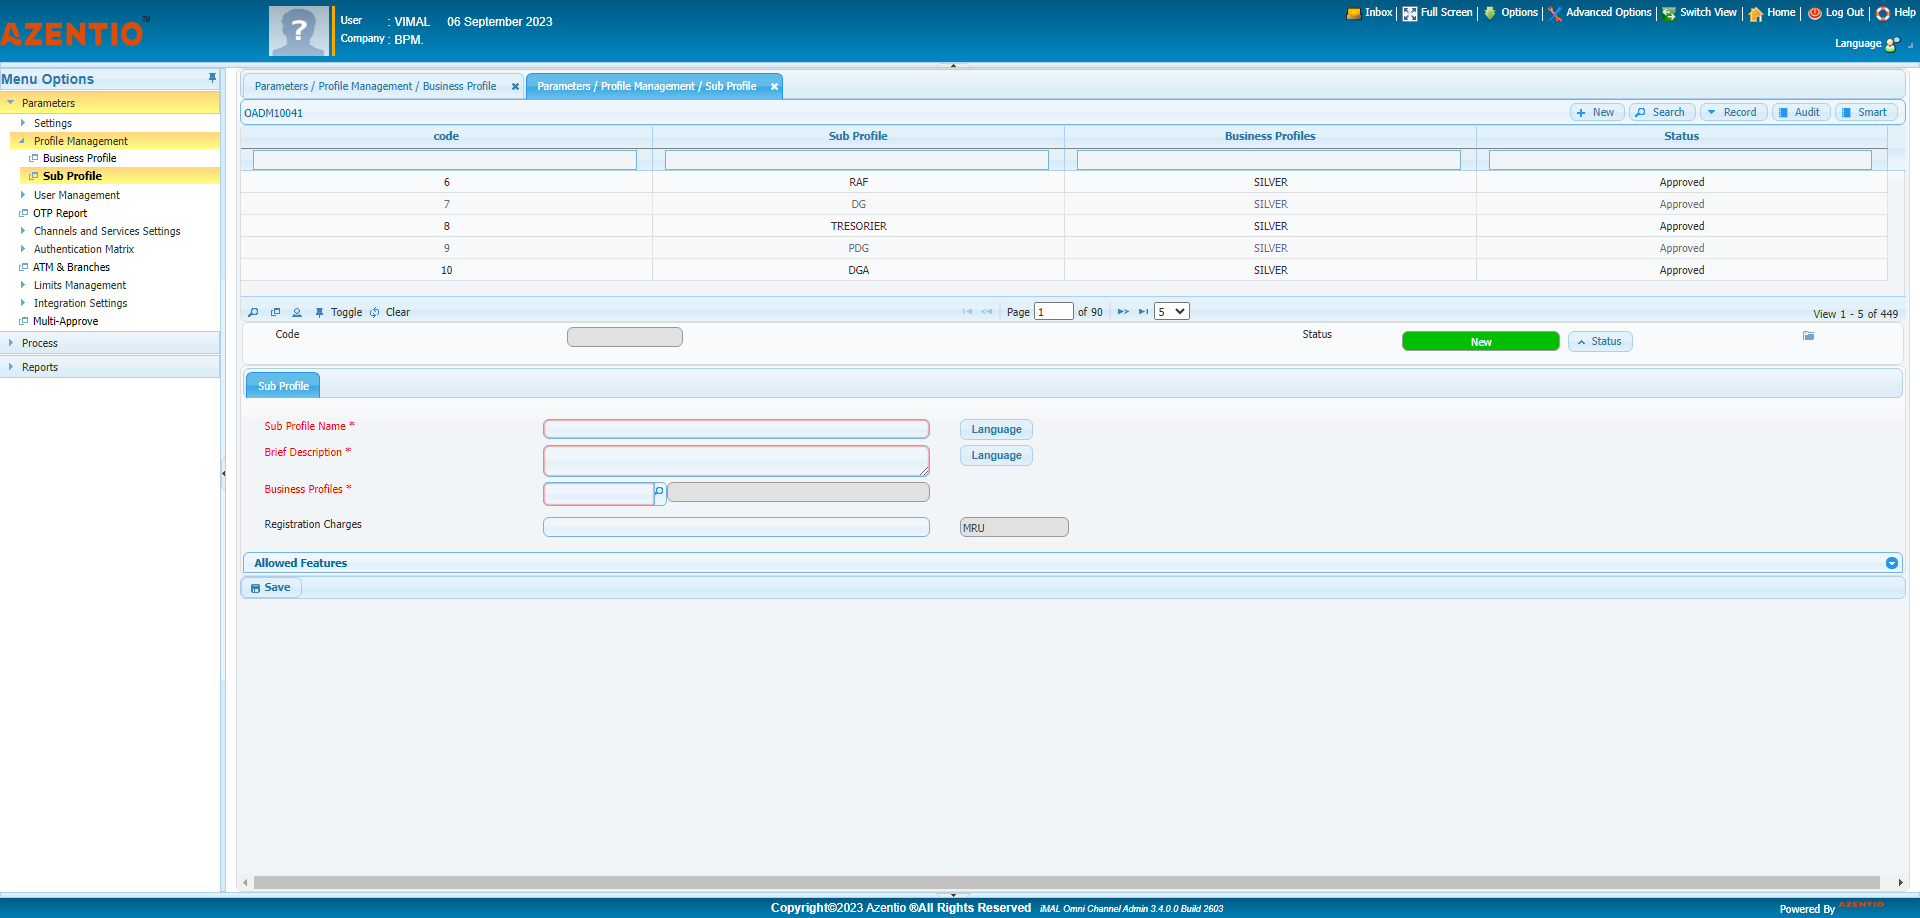 AZENTIO™
User : VIMAL 06 September 2023
Company : BPM.
Inbox Full Screen Options Advanced Options Switch View Home Log Out Help
Language
Menu Options
Parameters
Settings
Profile Management
Business Profile
Sub Profile
User Management
OTP Report
Channels and Services Settings
Authentication Matrix
ATM & Branches
Limits Management
Integration Settings
Multi-Approve
Process
Reports
Parameters / Profile Management / Business Profile
Parameters / Profile Management / Sub Profile
OADM10041
New Search Record Audit Smart
code Sub Profile Business Profiles Status
6 RAF SILVER Approved
7 DG SILVER Approved
8 TRESORIER SILVER Approved
9 PDG SILVER Approved
10 DGA SILVER Approved
Toggle Clear Page 1 of 90 5 View 1 - 5 of 449
Code Status New Status
Sub Profile
Sub Profile Name * Language
Brief Description * Language
Business Profiles *
Registration Charges MRU
Allowed Features
Save
Copyright©2023 Azentio ®All Rights Reserved iMAL Omni Channel Admin 3.4.0.0 Build 2603
Powered By AZENTIO